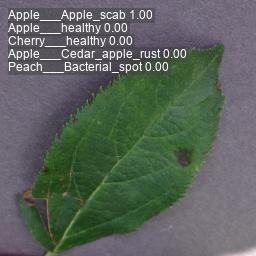 Apple___Apple_scab 1.00
Apple___healthy 0.00
Cherry___healthy 0.00
Apple___Cedar_apple_rust 0.00
Peach___Bacterial_spot 0.00